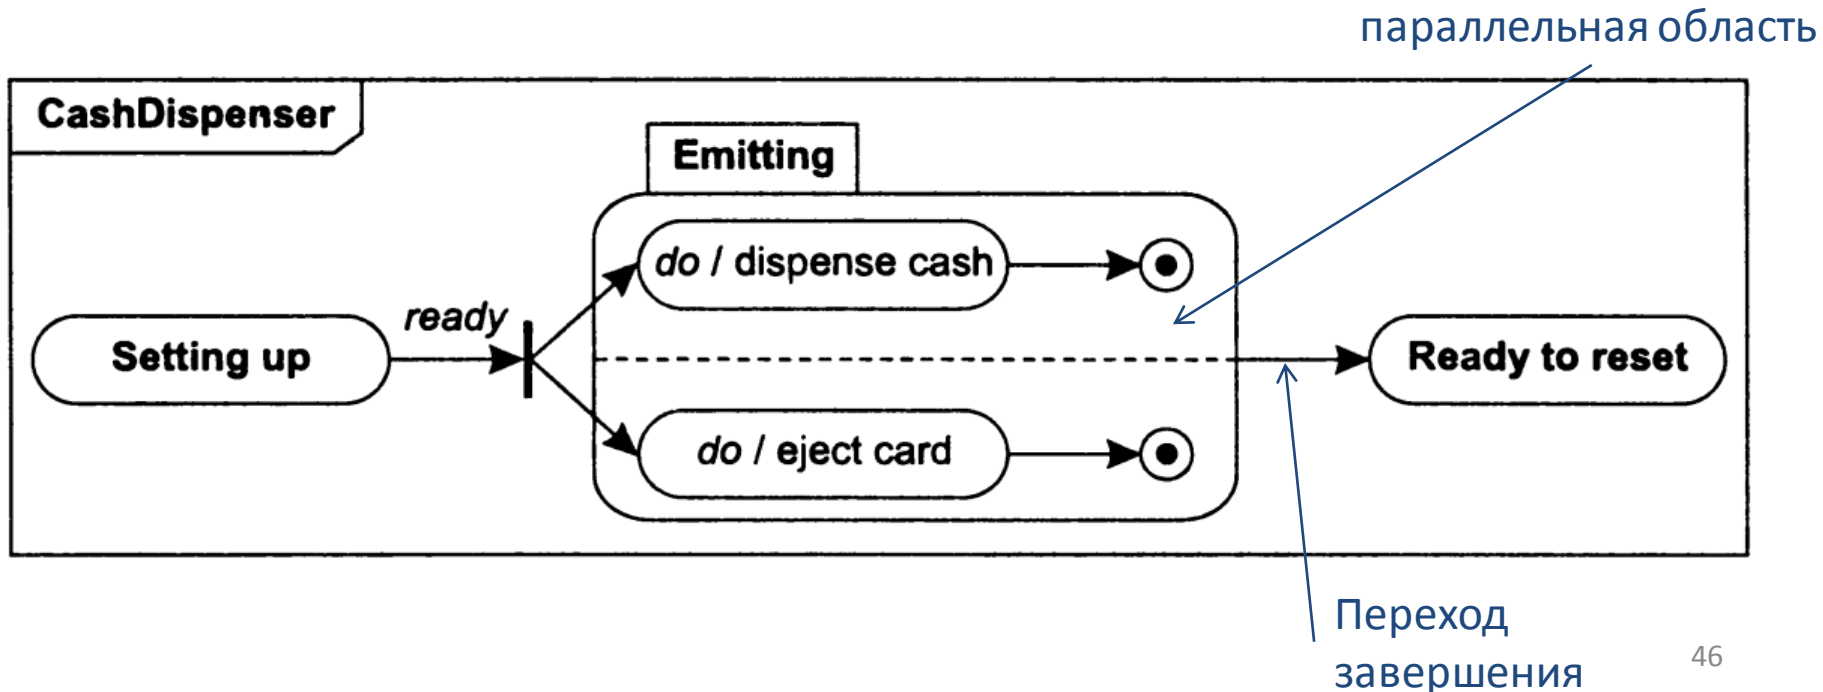 параллельная область
CashDispenser
Emitting
do / dispense cash
ready
Setting up
Ready to reset
do / eject card
Переход
завершения
46